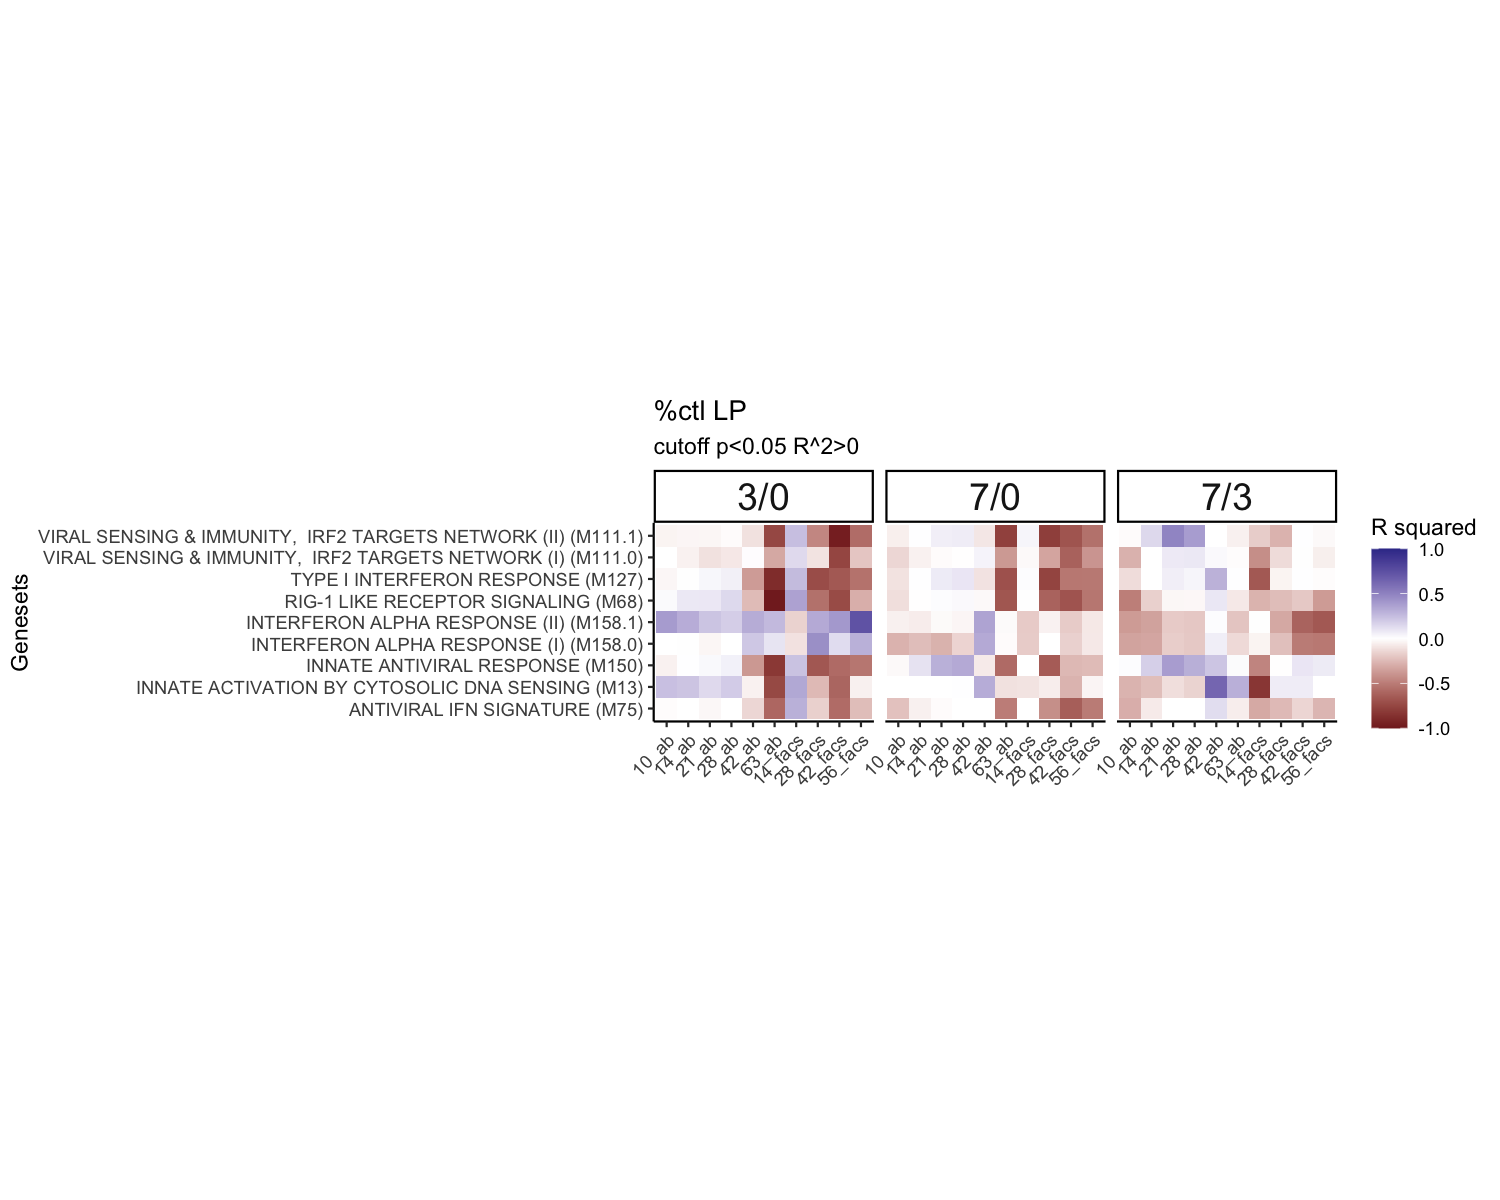 %ctl LP
cutoff p<0.05 R^2>0
3/0
7/0
7/3
Genesets
VIRAL SENSING & IMMUNITY,  IRF2 TARGETS NETWORK (II) (M111.1)
VIRAL SENSING & IMMUNITY,  IRF2 TARGETS NETWORK (I) (M111.0)
TYPE I INTERFERON RESPONSE (M127)
RIG-1 LIKE RECEPTOR SIGNALING (M68)
INTERFERON ALPHA RESPONSE (II) (M158.1)
INTERFERON ALPHA RESPONSE (I) (M158.0)
INNATE ANTIVIRAL RESPONSE (M150)
INNATE ACTIVATION BY CYTOSOLIC DNA SENSING (M13)
ANTIVIRAL IFN SIGNATURE (M75)
10_ab
14_ab
21_ab
28_ab
42_ab
63_ab
14_facs
28_facs
42_facs
56_facs
10_ab
14_ab
21_ab
28_ab
42_ab
63_ab
14_facs
28_facs
42_facs
56_facs
10_ab
14_ab
21_ab
28_ab
42_ab
63_ab
14_facs
28_facs
42_facs
56_facs
R squared
1.0
0.5
0.0
-0.5
-1.0